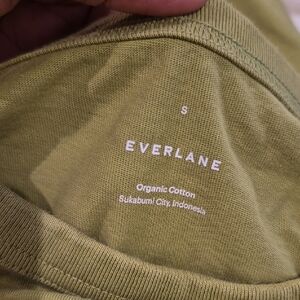 S
EVERLANE
Organic Cotton
Sukabumi City, Indonesia